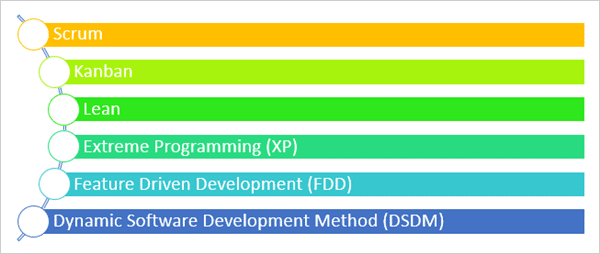 Scrum
Kanban
Lean
Extreme Programming (XP)
Feature Driven Development (FDD)
Dynamic Software Development Method (DSDM)